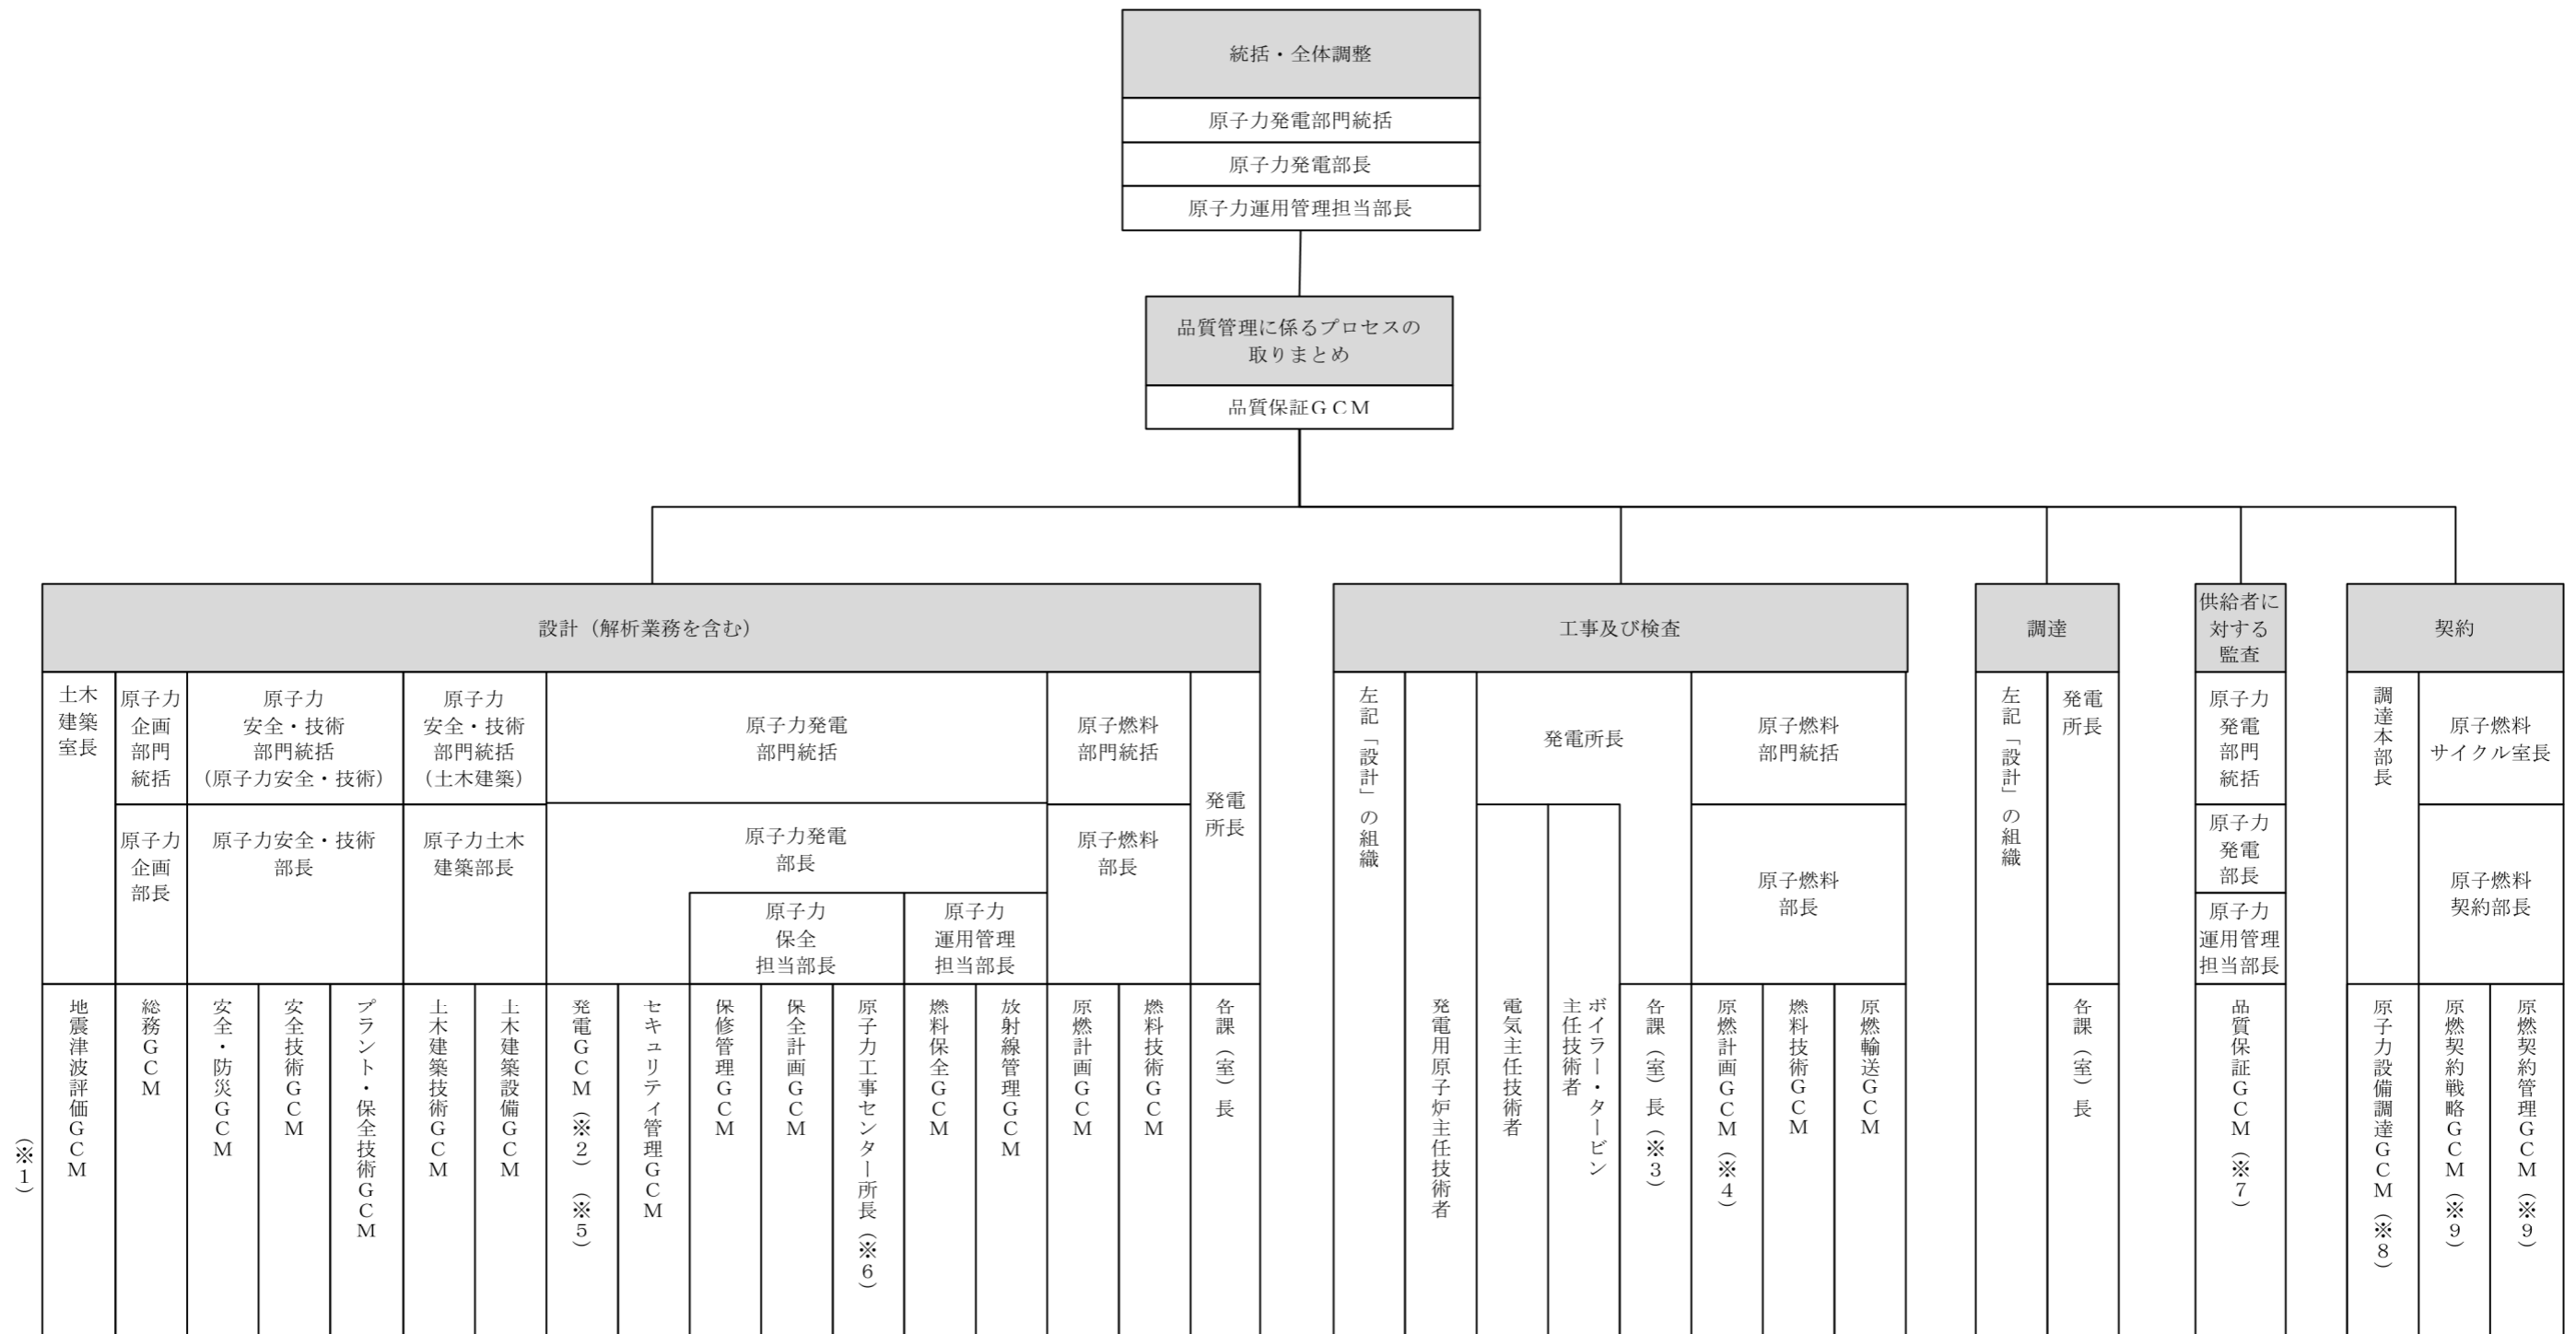 統括・全体調整
原子力発電部門統括
原子力発電部長
原子力運用管理担当部長
品質管理に係るプロセスの
取りまとめ
品質保証ＧＣＭ
設計（解析業務を含む）
土木
建築
室長
原子力
企画
部門
統括
原子力
安全・技術
部門統括
（原子力安全・技術）
原子力
安全・技術
部門統括
（土木建築）
原子力発電
部門統括
原子燃料
部門統括
発電
所長
原子力
企画
部長
原子力安全・技術
部長
原子力土木
建築部長
原子力発電
部長
原子燃料
部長
原子力
保全
担当部長
原子力
運用管理
担当部長
（※１）
地震津波評価ＧＣＭ
総務ＧＣＭ
安全・防災ＧＣＭ
安全技術ＧＣＭ
プラント・保全技術ＧＣＭ
土木建築技術ＧＣＭ
土木建築設備ＧＣＭ
発電ＧＣＭ（※２）（※５）
セキュリティ管理ＧＣＭ
保修管理ＧＣＭ
保全計画ＧＣＭ
原子力工事センター所長（※６）
燃料保全ＧＣＭ
放射線管理ＧＣＭ
原燃計画ＧＣＭ
燃料技術ＧＣＭ
各課（室）長
工事及び検査
左記「設計」の組織
発電用原子炉主任技術者
発電所長
電気主任技術者
ボイラー・タービン
主任技術者
各課（室）長（※３）
原子燃料
部門統括
原子燃料
部長
原燃計画ＧＣＭ（※４）
燃料技術ＧＣＭ
原燃輸送ＧＣＭ
調達
左記「設計」の組織
発電
所長
各課（室）長
供給者に
対する
監査
原子力
発電
部門
統括
原子力
発電
部長
原子力
運用管理
担当部長
品質保証ＧＣＭ（※７）
契約
調達本部長
原子燃料
サイクル室長
原子燃料
契約部長
原子力設備調達ＧＣＭ（※８）
原燃契約戦略ＧＣＭ（※９）
原燃契約管理ＧＣＭ（※９）